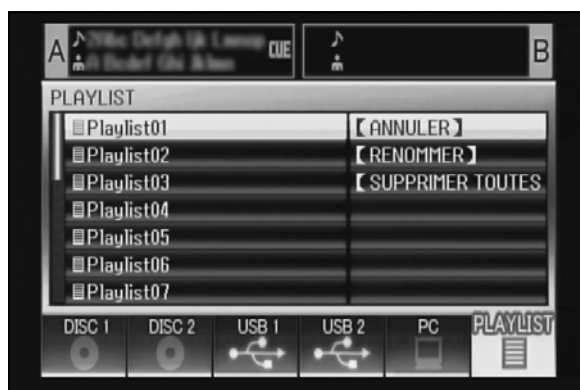 A
CUE
B
PLAYLIST
Playlist01 【ANNULER】
Playlist02 【RENOMMER】
Playlist03 【SUPPRIMER TOUTES
Playlist04
Playlist05
Playlist06
Playlist07
DISC 1 DISC 2 USB 1 USB 2 PC PLAYLIST